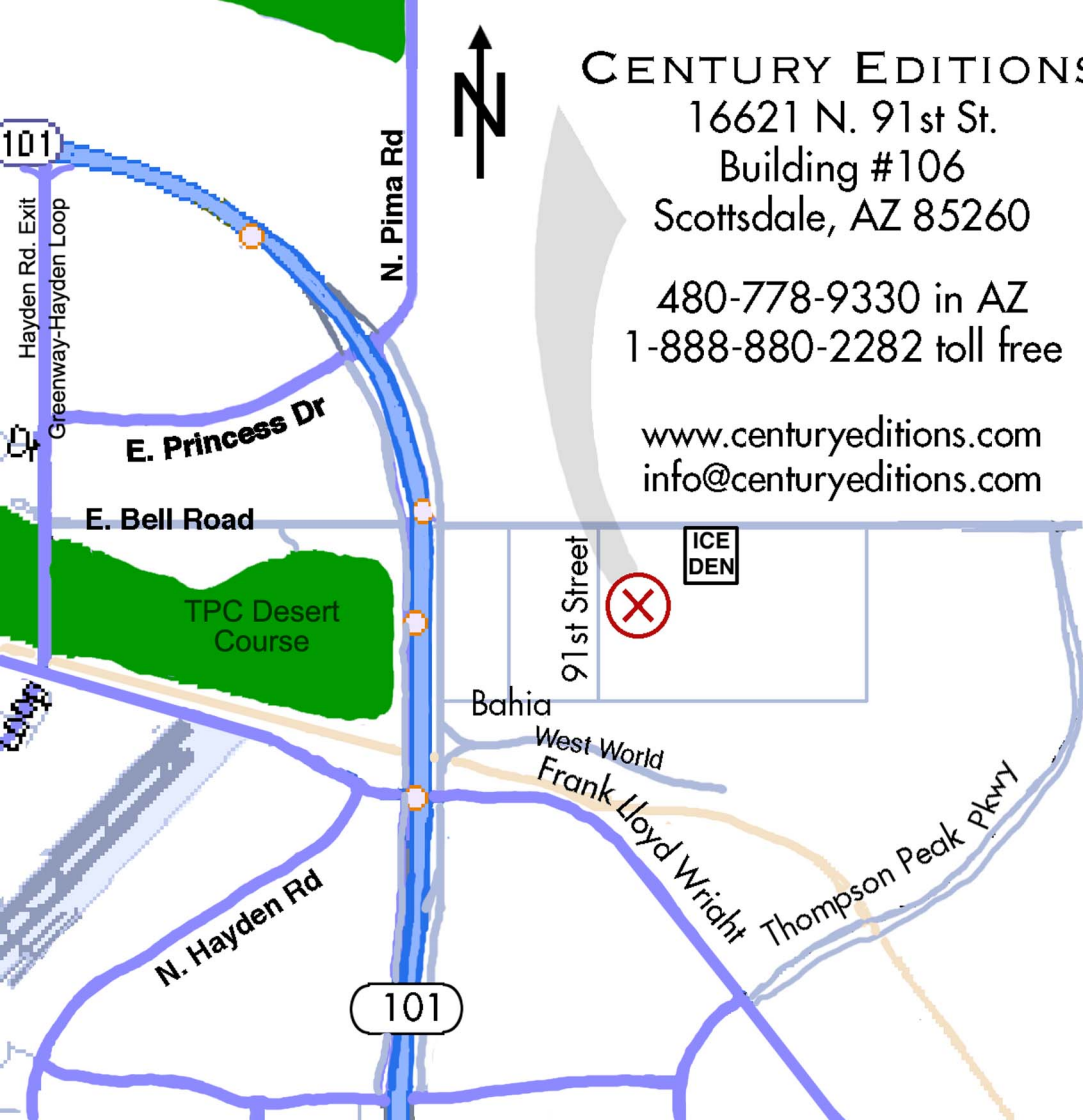 101
N. Pima Rd
N
CENTURY EDITIONS
16621 N. 91st St.
Building #106
Scottsdale, AZ 85260
480-778-9330 in AZ
1-888-880-2282 toll free
www.centuryeditions.com
info@centuryeditions.com
Hayden Rd. Exit
Greenway-Hayden Loop
E. Princess Dr
E. Bell Road
TPC Desert
Course
91st Street
ICE
DEN
Bahia
West World
Frank Lloyd Wright
Thompson Peak Pkwy
N. Hayden Rd
101